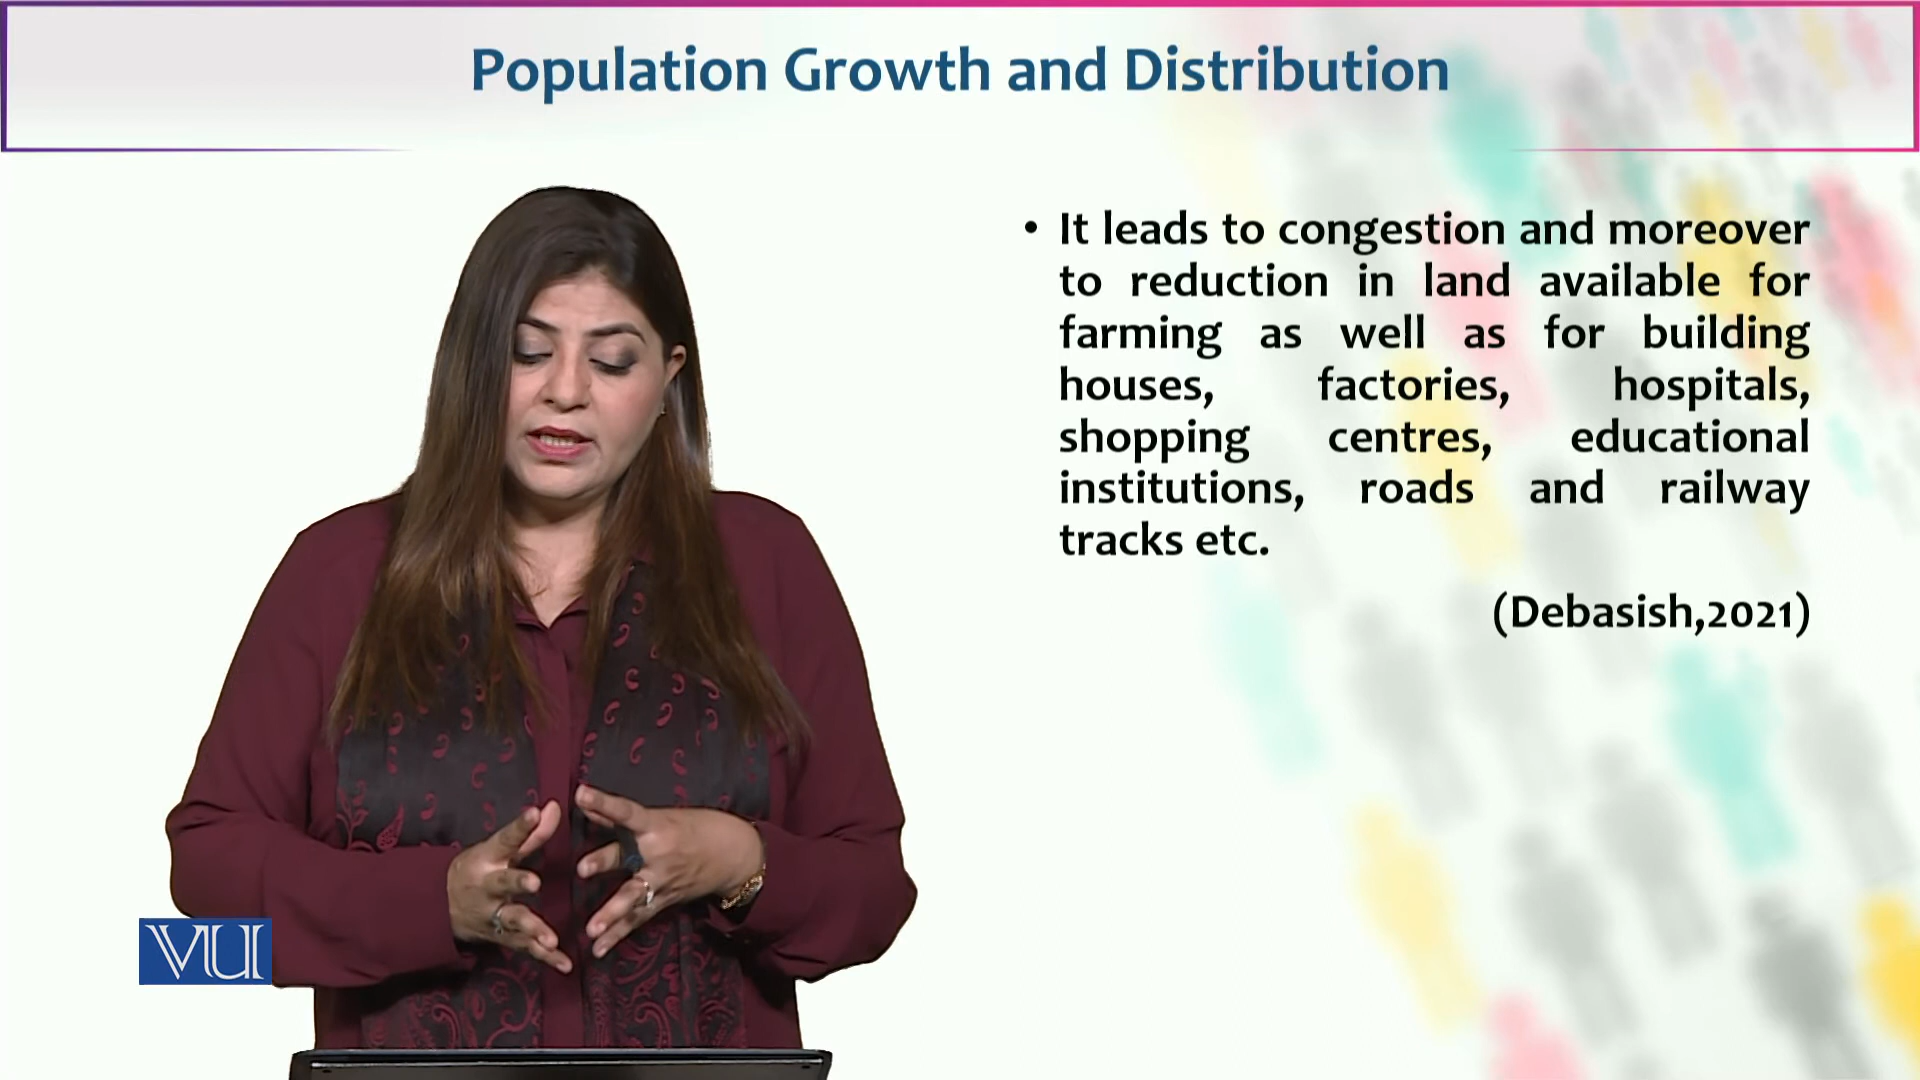 Population Growth and Distribution
• It leads to congestion and moreover
to reduction in land available for
farming as well as for building
houses, factories, hospitals,
shopping centres, educational
institutions, roads and railway
tracks etc.
(Debasish,2021)
VU